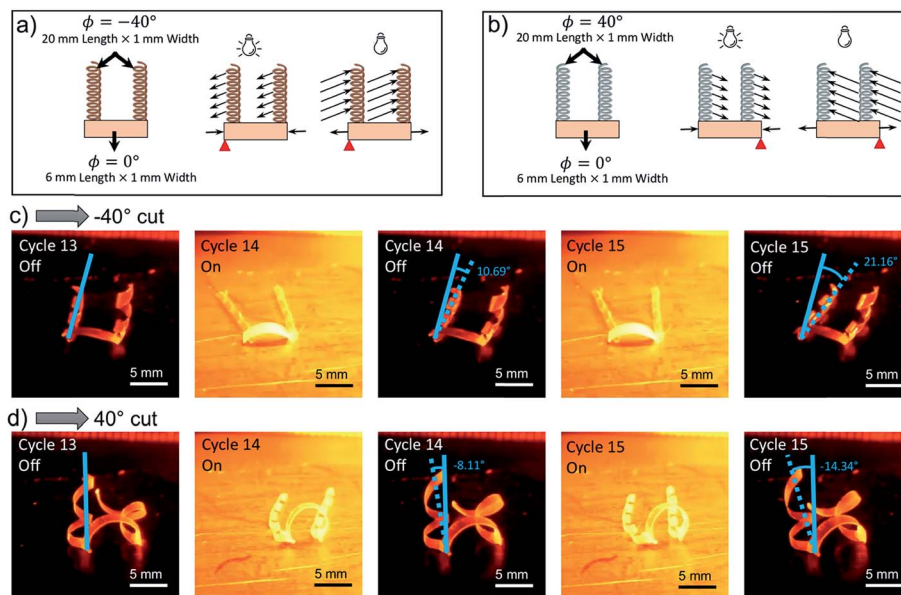 a)
ϕ = −40°
20 mm Length × 1 mm Width
ϕ = 0°
6 mm Length × 1 mm Width
b)
ϕ = 40°
20 mm Length × 1 mm Width
ϕ = 0°
6 mm Length × 1 mm Width
c)
-40° cut
Cycle 13
Off
5 mm
Cycle 14
On
5 mm
Cycle 14
Off
10.69°
5 mm
Cycle 15
On
5 mm
Cycle 15
Off
21.16°
5 mm
d)
40° cut
Cycle 13
Off
5 mm
Cycle 14
On
5 mm
Cycle 14
Off
-8.11°
5 mm
Cycle 15
On
5 mm
Cycle 15
Off
-14.34°
5 mm